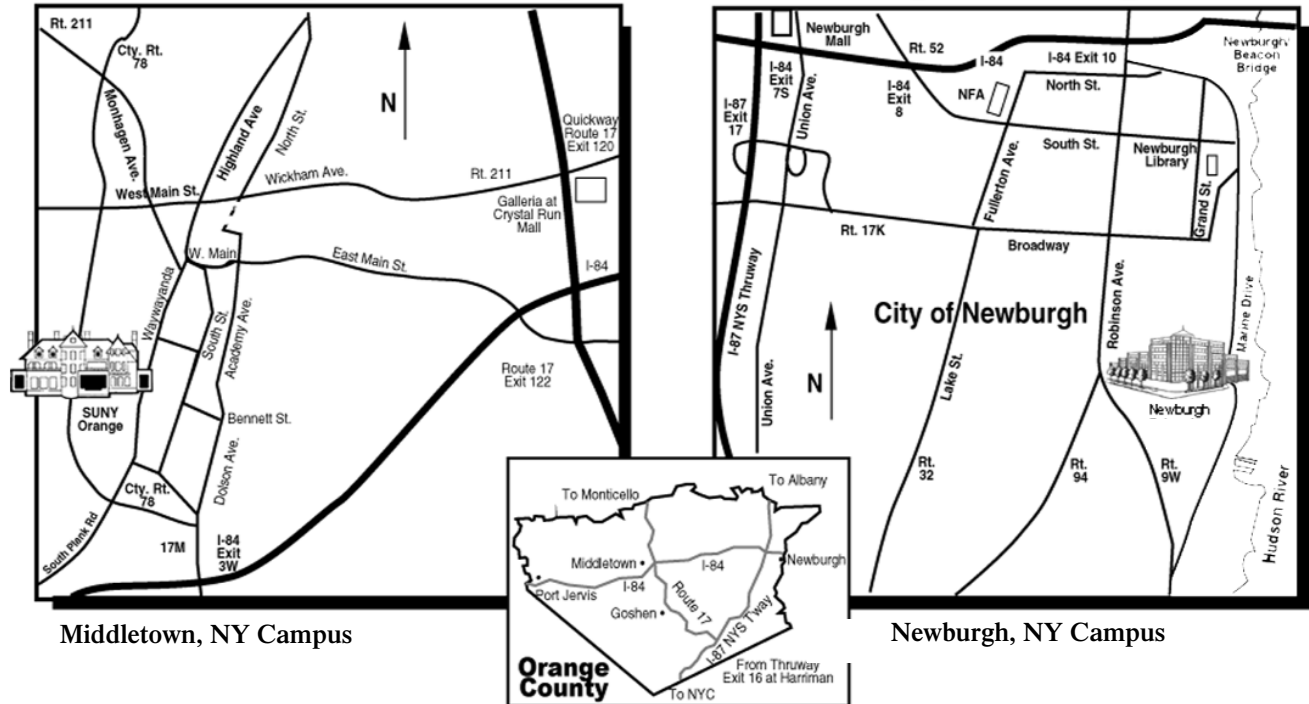 Rt. 211
Cty. Rt.
78
Monhagen Ave.
Highland Ave
North St.
N
Quickway
Route 17
Exit 120
West Main St.
Wickham Ave.
Rt. 211
Galleria at
Crystal Run
Mall
W. Main
East Main St.
I-84
Waywayanda
South St.
Academy Ave.
SUNY
Orange
Route 17
Exit 122
Bennett St.
Dolson Ave.
Cty. Rt.
78
South Plank Rd
17M
I-84
Exit
3W
Middletown, NY Campus
Newburgh
Mall
Rt. 52
I-84
I-84 Exit 10
Newburgh/
Beacon
Bridge
I-84
Exit
7S
Union Ave.
I-84
Exit
8
NFA
North St.
I-87
Exit
17
South St.
Newburgh
Library
Fullerton Ave.
Grand St.
Rt. 17K
Broadway
I-87 NYS Thruway
City of Newburgh
Robinson Ave.
Marine Drive
N
Union Ave.
Lake St.
Newburgh
Rt.
32
Rt.
94
Rt.
9W
Hudson River
Newburgh, NY Campus
To Monticello
To Albany
Middletown
I-84
Newburgh
I-84
Port Jervis
Goshen
Route 17
I-87 NYS Tway
Orange
County
From Thruway
Exit 16 at Harriman
To NYC